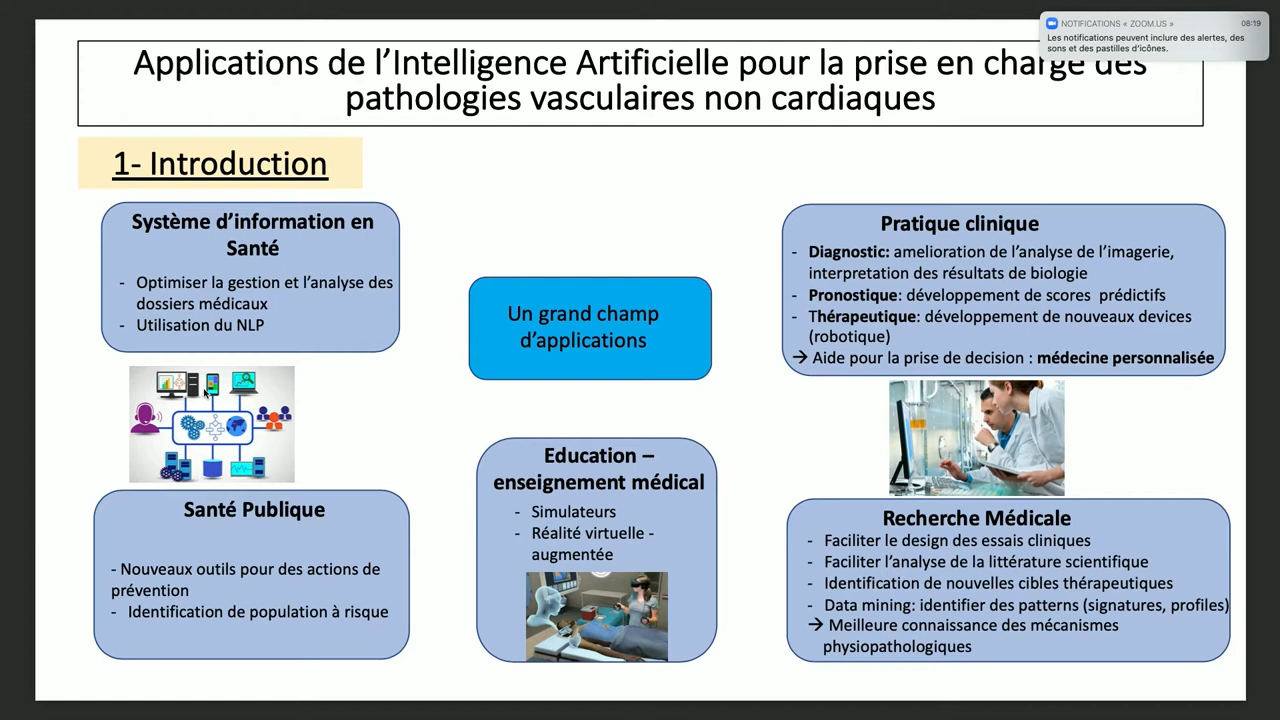 NOTIFICATIONS « ZOOM.US »
08:19
Les notifications peuvent inclure des alertes, des
sons et des pastilles d'icônes.
Applications de l'Intelligence Artificielle pour la prise en charge des
pathologies vasculaires non cardiaques
1- Introduction
Système d'information en
Santé
- Optimiser la gestion et l'analyse des
dossiers médicaux
- Utilisation du NLP
Un grand champ
d'applications
Pratique clinique
- Diagnostic: amelioration de l'analyse de l'imagerie,
interpretation des résultats de biologie
- Pronostique: développement de scores prédictifs
- Thérapeutique: développement de nouveaux devices
(robotique)
→ Aide pour la prise de decision : médecine personnalisée
Santé Publique
- Nouveaux outils pour des actions de
prévention
- Identification de population à risque
Education –
enseignement médical
- Simulateurs
- Réalité virtuelle -
augmentée
Recherche Médicale
- Faciliter le design des essais cliniques
- Faciliter l'analyse de la littérature scientifique
- Identification de nouvelles cibles thérapeutiques
- Data mining: identifier des patterns (signatures, profiles)
→ Meilleure connaissance des mécanismes
physiopathologiques